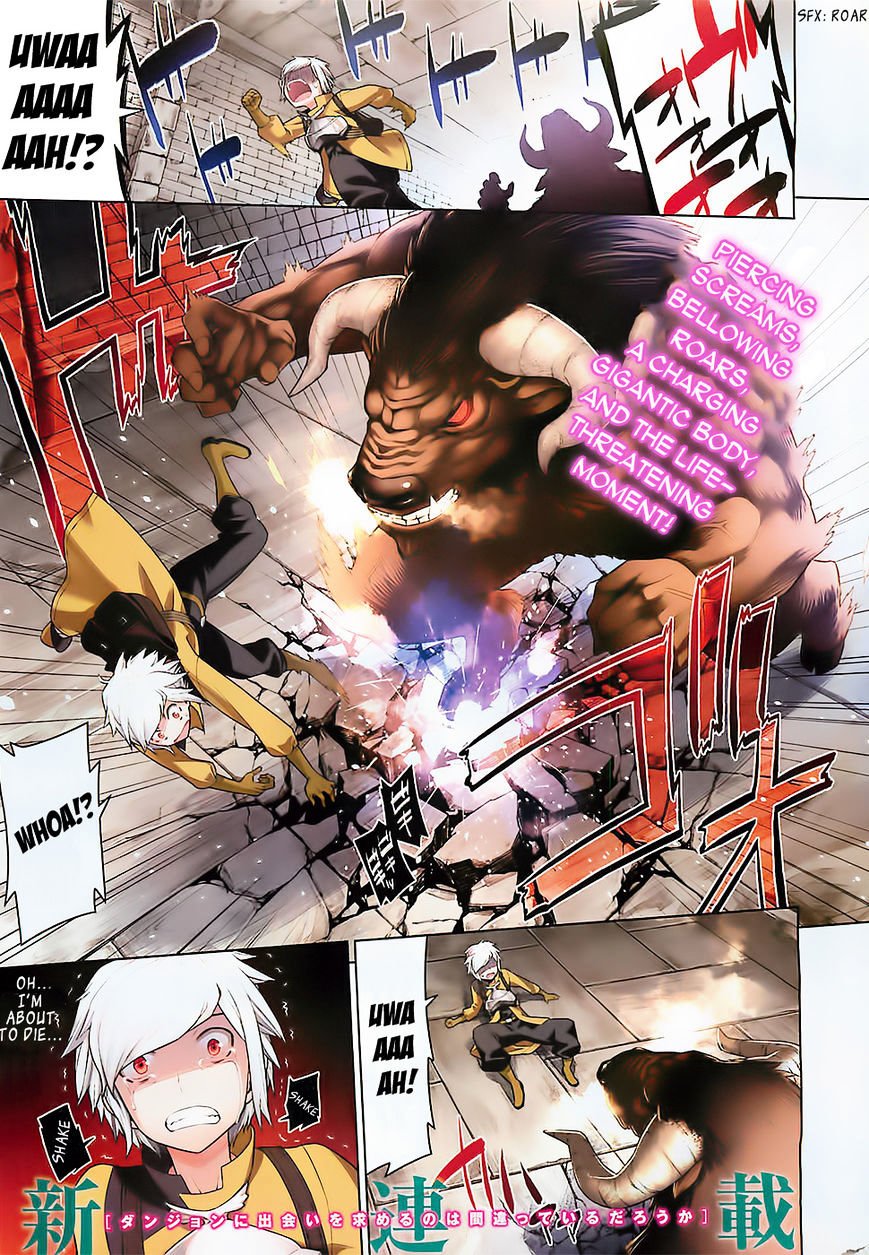 SFX: ROAR
UWAA
AAAA
AAH!?
PIERCING
SCREAMS,
BELLOWING
ROARS,
A CHARGING
GIGANTIC BODY,
AND THE LIFE-
THREATENING
MOMENT!
WHOA!?
UWA
AAA
AH!
OH...
I'M
ABOUT
TO DIE...
SHAKE
SHAKE
新連載
[ダンジョンに出会いを求めるのは間違っているだろうか]